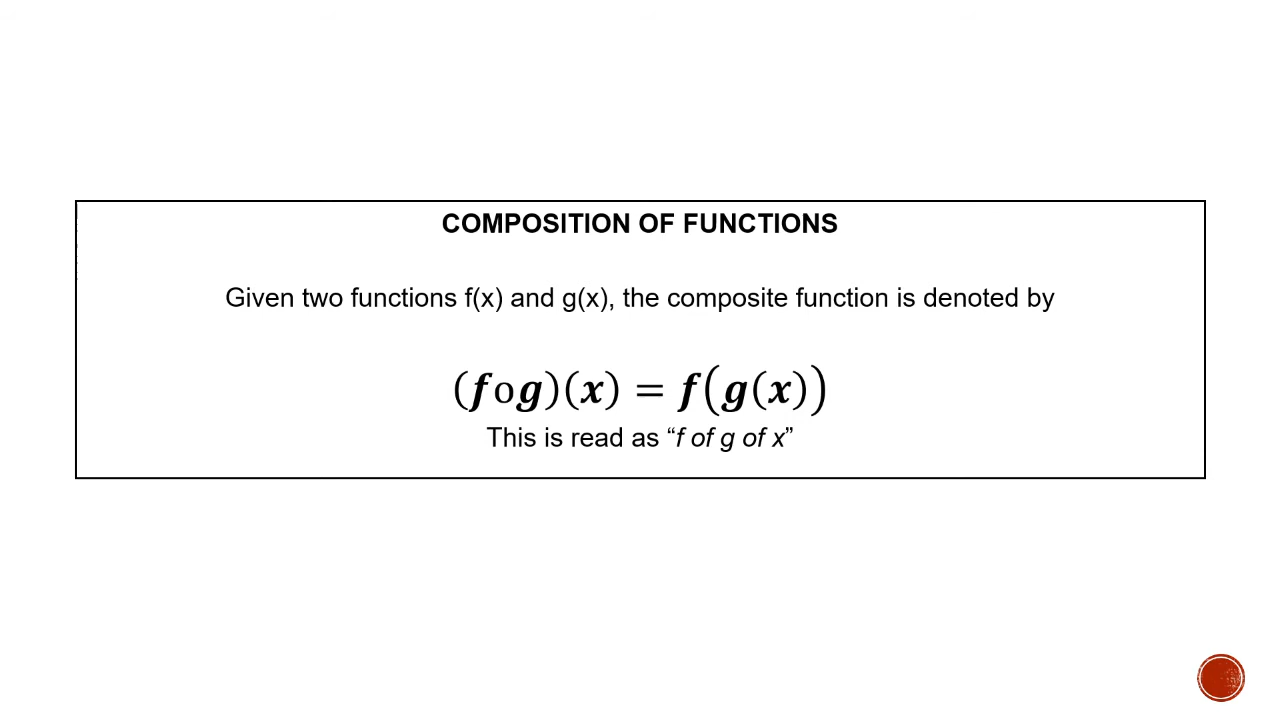 COMPOSITION OF FUNCTIONS
Given two functions f(x) and g(x), the composite function is denoted by
(fog)(x) = f(g(x))
This is read as “f of g of x”